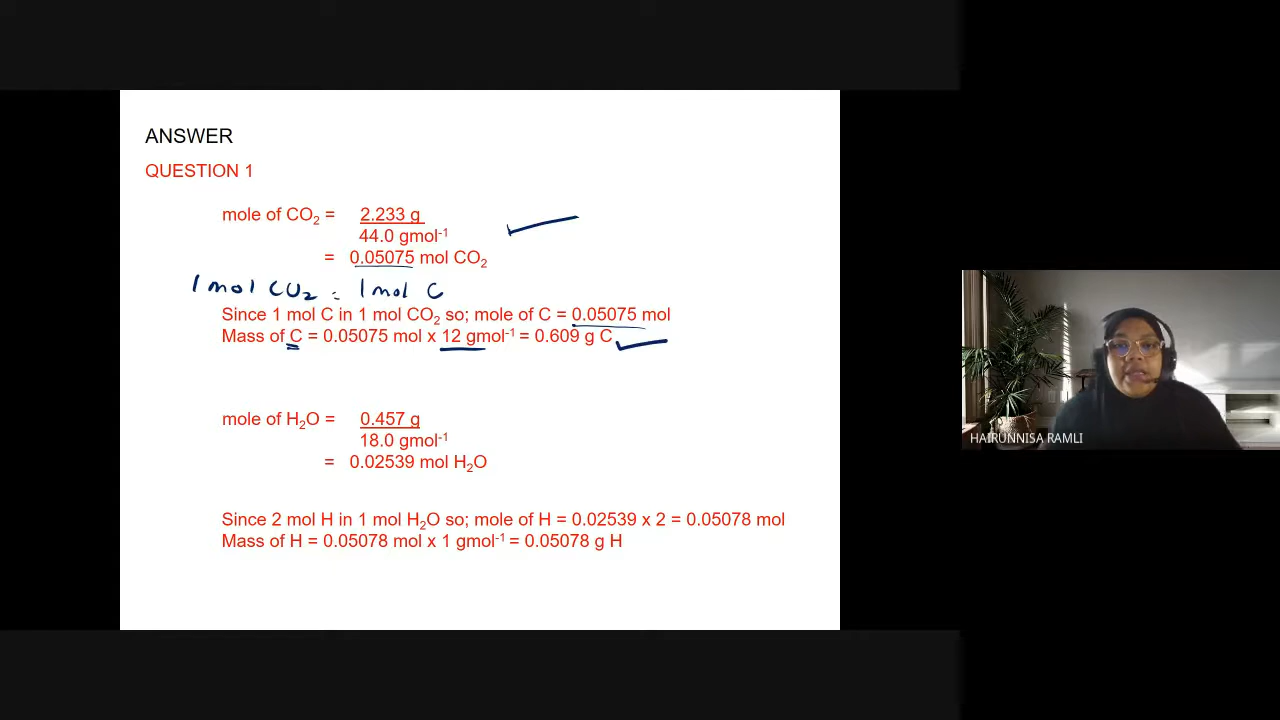 ANSWER
QUESTION 1
mole of CO₂ = 2.233 g
44.0 gmol⁻¹
= 0.05075 mol CO₂
1 mol CO₂ = 1 mol C
Since 1 mol C in 1 mol CO₂ so; mole of C = 0.05075 mol
Mass of C = 0.05075 mol x 12 gmol⁻¹ = 0.609 g C
mole of H₂O = 0.457 g
18.0 gmol⁻¹
= 0.02539 mol H₂O
Since 2 mol H in 1 mol H₂O so; mole of H = 0.02539 x 2 = 0.05078 mol
Mass of H = 0.05078 mol x 1 gmol⁻¹ = 0.05078 g H
HAIRUNNISA RAMLI